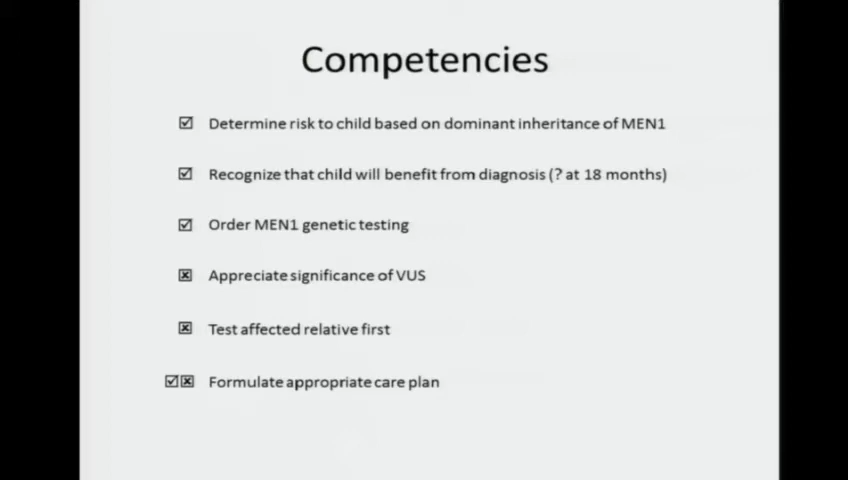 Competencies
☑ Determine risk to child based on dominant inheritance of MEN1
☑ Recognize that child will benefit from diagnosis (? at 18 months)
☑ Order MEN1 genetic testing
☒ Appreciate significance of VUS
☒ Test affected relative first
☑☒ Formulate appropriate care plan